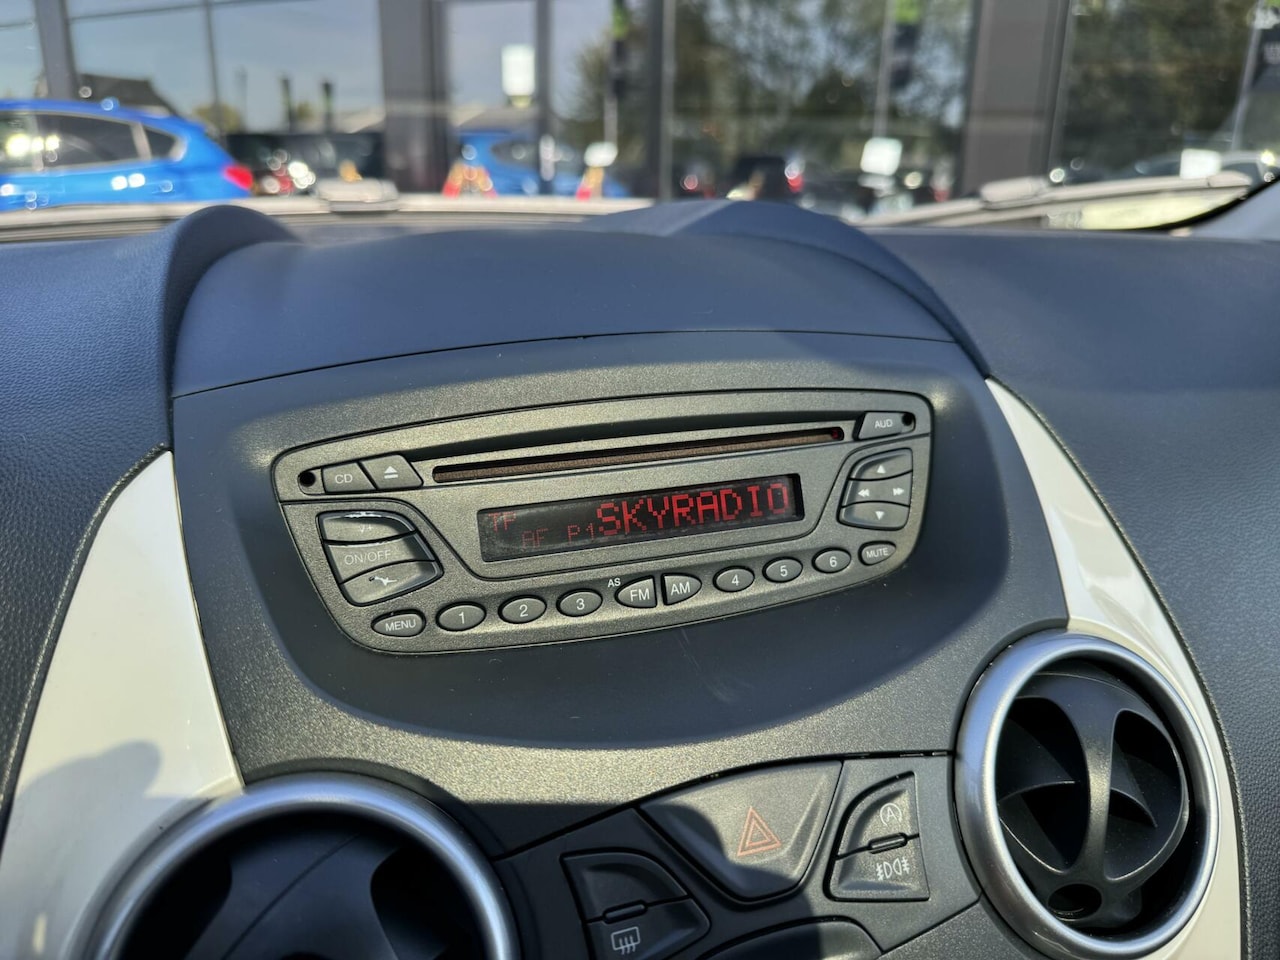 AUD
CD
TP
AF P1 SKYRADIO
ON/OFF
AS
MENU 1 2 3 FM AM 4 5 6 MUTE
A